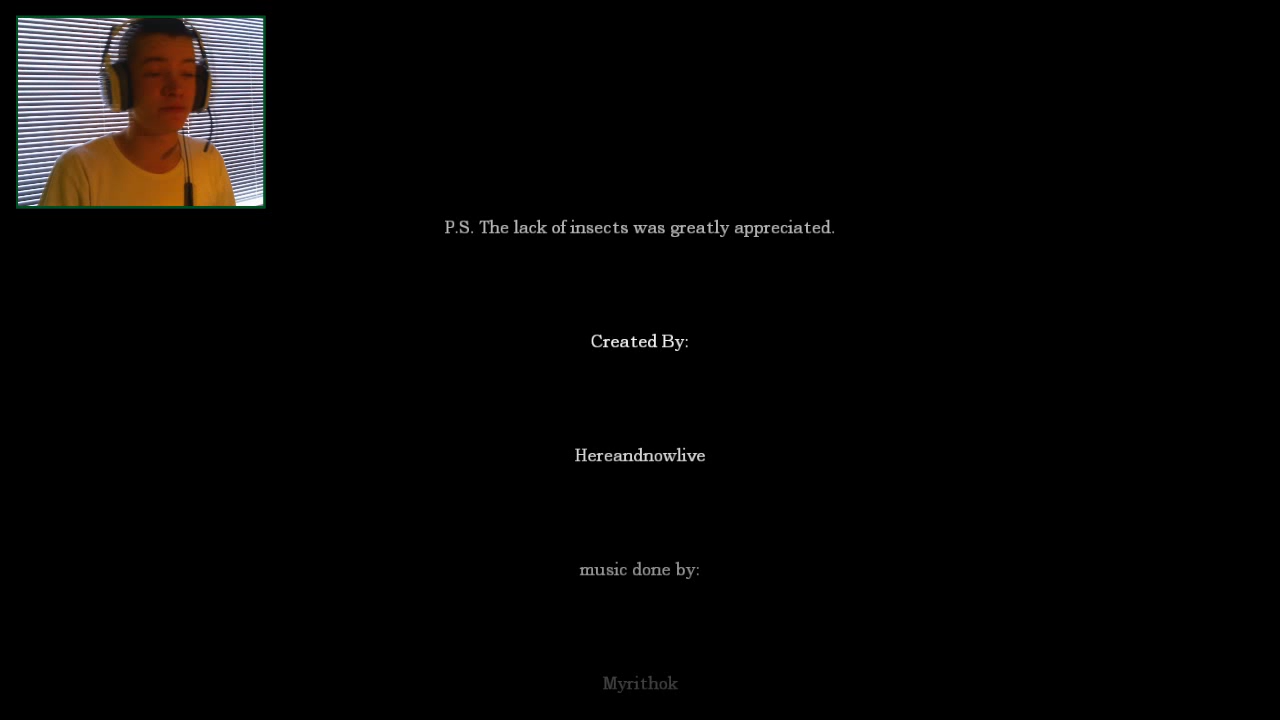 P.S. The lack of insects was greatly appreciated.
Created By:
Hereandnowlive
music done by:
Myrithok